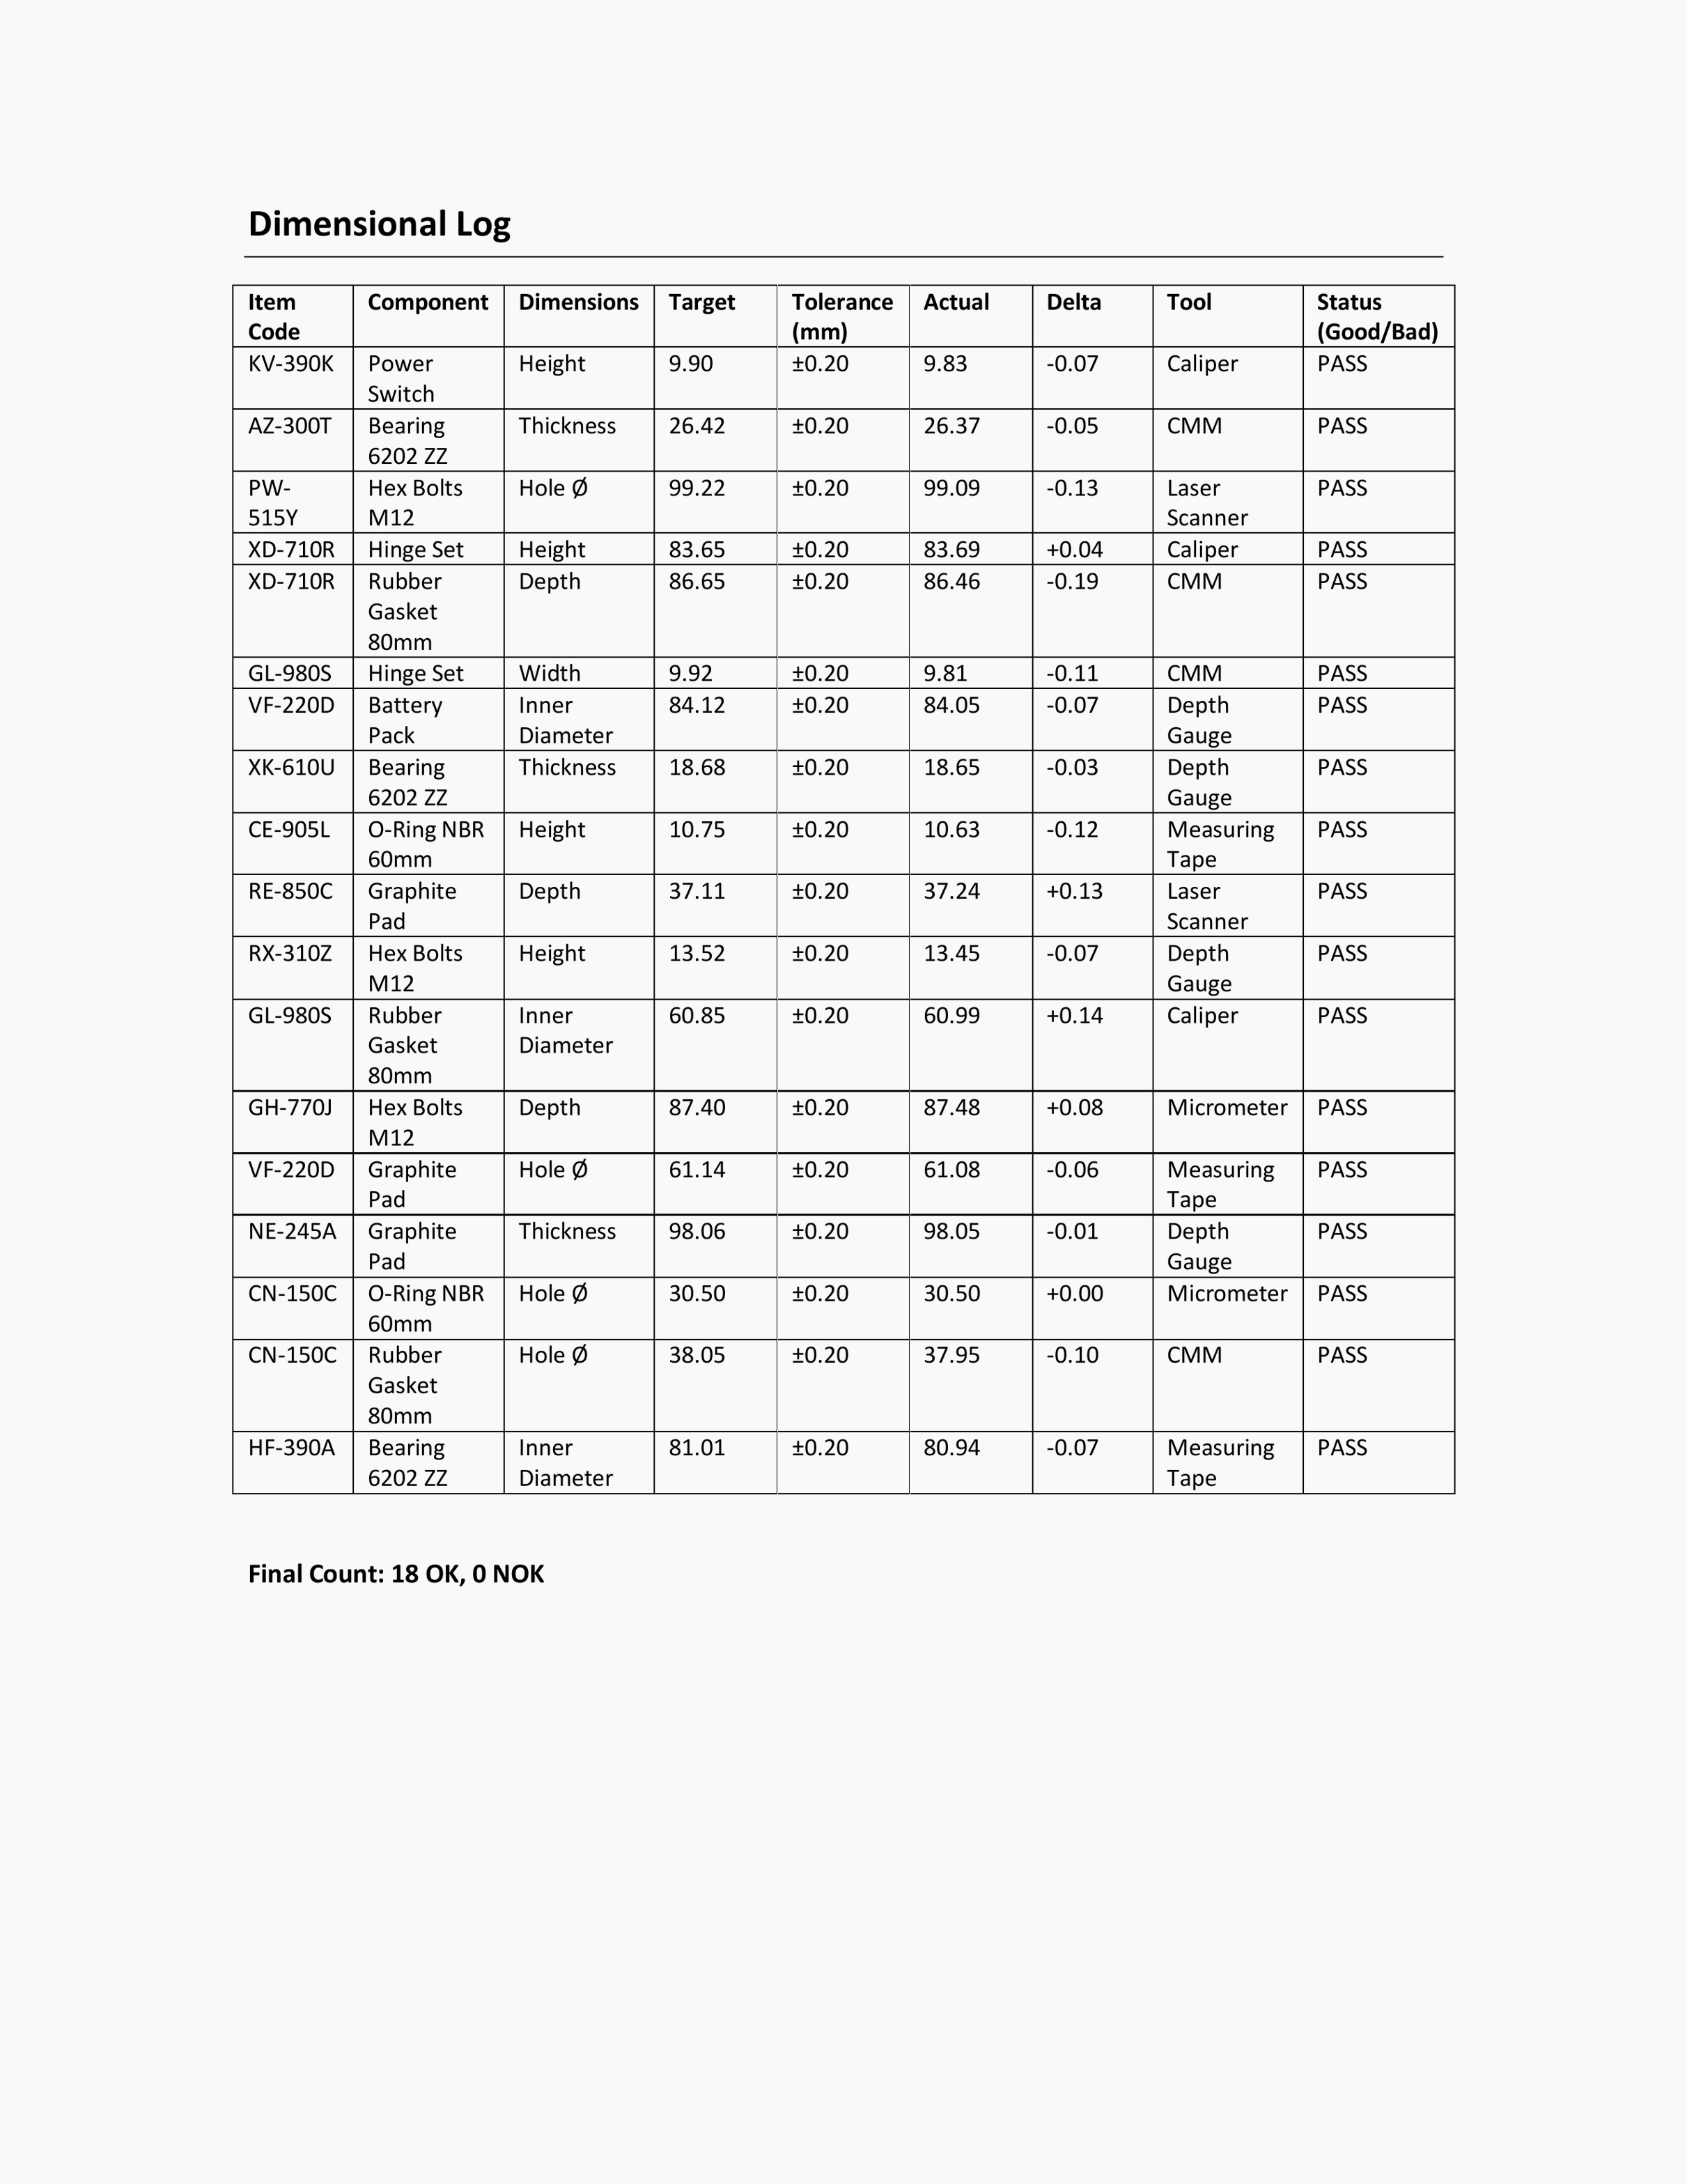 Dimensional Log
Item Code Component Dimensions Target Tolerance (mm) Actual Delta Tool Status (Good/Bad)
KV-390K Power Switch Height 9.90 ±0.20 9.83 -0.07 Caliper PASS
AZ-300T Bearing 6202 ZZ Thickness 26.42 ±0.20 26.37 -0.05 CMM PASS
PW-515Y Hex Bolts M12 Hole Ø 99.22 ±0.20 99.09 -0.13 Laser Scanner PASS
XD-710R Hinge Set Height 83.65 ±0.20 83.69 +0.04 Caliper PASS
XD-710R Rubber Gasket 80mm Depth 86.65 ±0.20 86.46 -0.19 CMM PASS
GL-980S Hinge Set Width 9.92 ±0.20 9.81 -0.11 CMM PASS
VF-220D Battery Pack Inner Diameter 84.12 ±0.20 84.05 -0.07 Depth Gauge PASS
XK-610U Bearing 6202 ZZ Thickness 18.68 ±0.20 18.65 -0.03 Depth Gauge PASS
CE-905L O-Ring NBR 60mm Height 10.75 ±0.20 10.63 -0.12 Measuring Tape PASS
RE-850C Graphite Pad Depth 37.11 ±0.20 37.24 +0.13 Laser Scanner PASS
RX-310Z Hex Bolts M12 Height 13.52 ±0.20 13.45 -0.07 Depth Gauge PASS
GL-980S Rubber Gasket 80mm Inner Diameter 60.85 ±0.20 60.99 +0.14 Caliper PASS
GH-770J Hex Bolts M12 Depth 87.40 ±0.20 87.48 +0.08 Micrometer PASS
VF-220D Graphite Pad Hole Ø 61.14 ±0.20 61.08 -0.06 Measuring Tape PASS
NE-245A Graphite Pad Thickness 98.06 ±0.20 98.05 -0.01 Depth Gauge PASS
CN-150C O-Ring NBR 60mm Hole Ø 30.50 ±0.20 30.50 +0.00 Micrometer PASS
CN-150C Rubber Gasket 80mm Hole Ø 38.05 ±0.20 37.95 -0.10 CMM PASS
HF-390A Bearing 6202 ZZ Inner Diameter 81.01 ±0.20 80.94 -0.07 Measuring Tape PASS
Final Count: 18 OK, 0 NOK